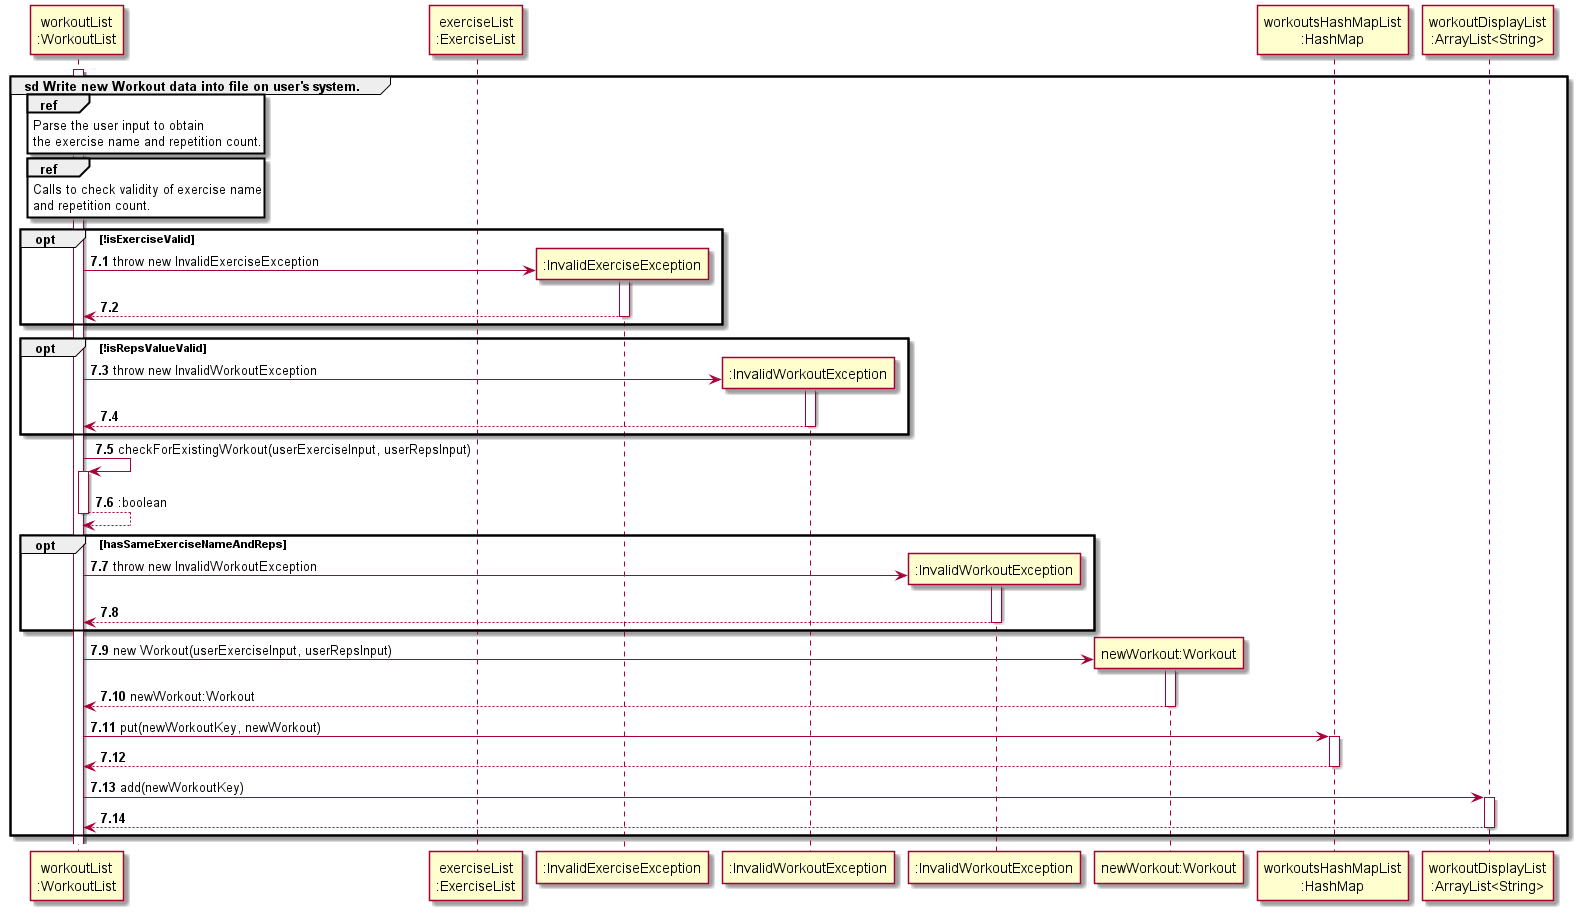 workoutList
:WorkoutList
exerciseList
:ExerciseList
workoutsHashMapList
:HashMap
workoutDisplayList
:ArrayList<String>
sd Write new Workout data into file on user's system.
ref
Parse the user input to obtain
the exercise name and repetition count.
ref
Calls to check validity of exercise name
and repetition count.
opt [!isExerciseValid]
7.1 throw new InvalidExerciseException
:InvalidExerciseException
7.2
opt [!isRepsValueValid]
7.3 throw new InvalidWorkoutException
:InvalidWorkoutException
7.4
7.5 checkForExistingWorkout(userExerciseInput, userRepsInput)
7.6 :boolean
opt [hasSameExerciseNameAndReps]
7.7 throw new InvalidWorkoutException
:InvalidWorkoutException
7.8
7.9 new Workout(userExerciseInput, userRepsInput)
newWorkout:Workout
7.10 newWorkout:Workout
7.11 put(newWorkoutKey, newWorkout)
7.12
7.13 add(newWorkoutKey)
7.14
workoutList
:WorkoutList
exerciseList
:ExerciseList
:InvalidExerciseException
:InvalidWorkoutException
:InvalidWorkoutException
newWorkout:Workout
workoutsHashMapList
:HashMap
workoutDisplayList
:ArrayList<String>